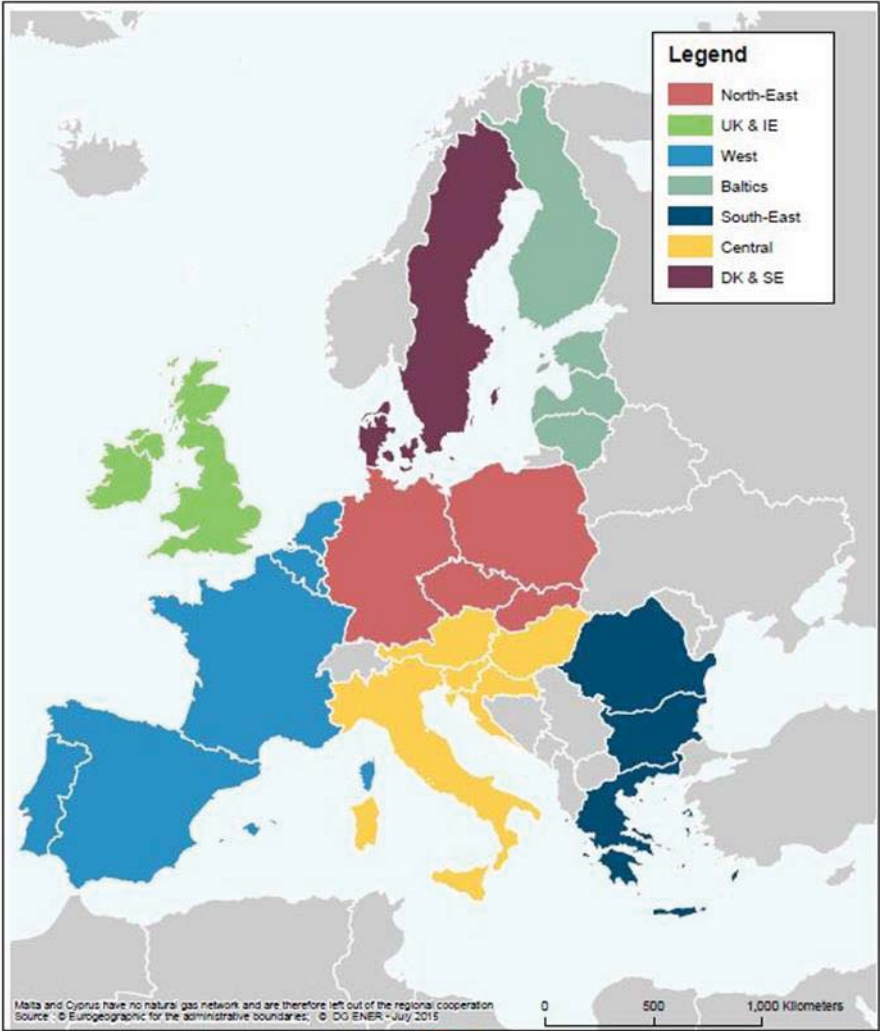 Legend
North-East
UK & IE
West
Baltics
South-East
Central
DK & SE
Malta and Cyprus have no natural gas network and are therefore left out of the regional cooperation
Source : © Eurogeographic for the administrative boundaries; © DG ENER - July 2015
0 500 1,000 Kilometers